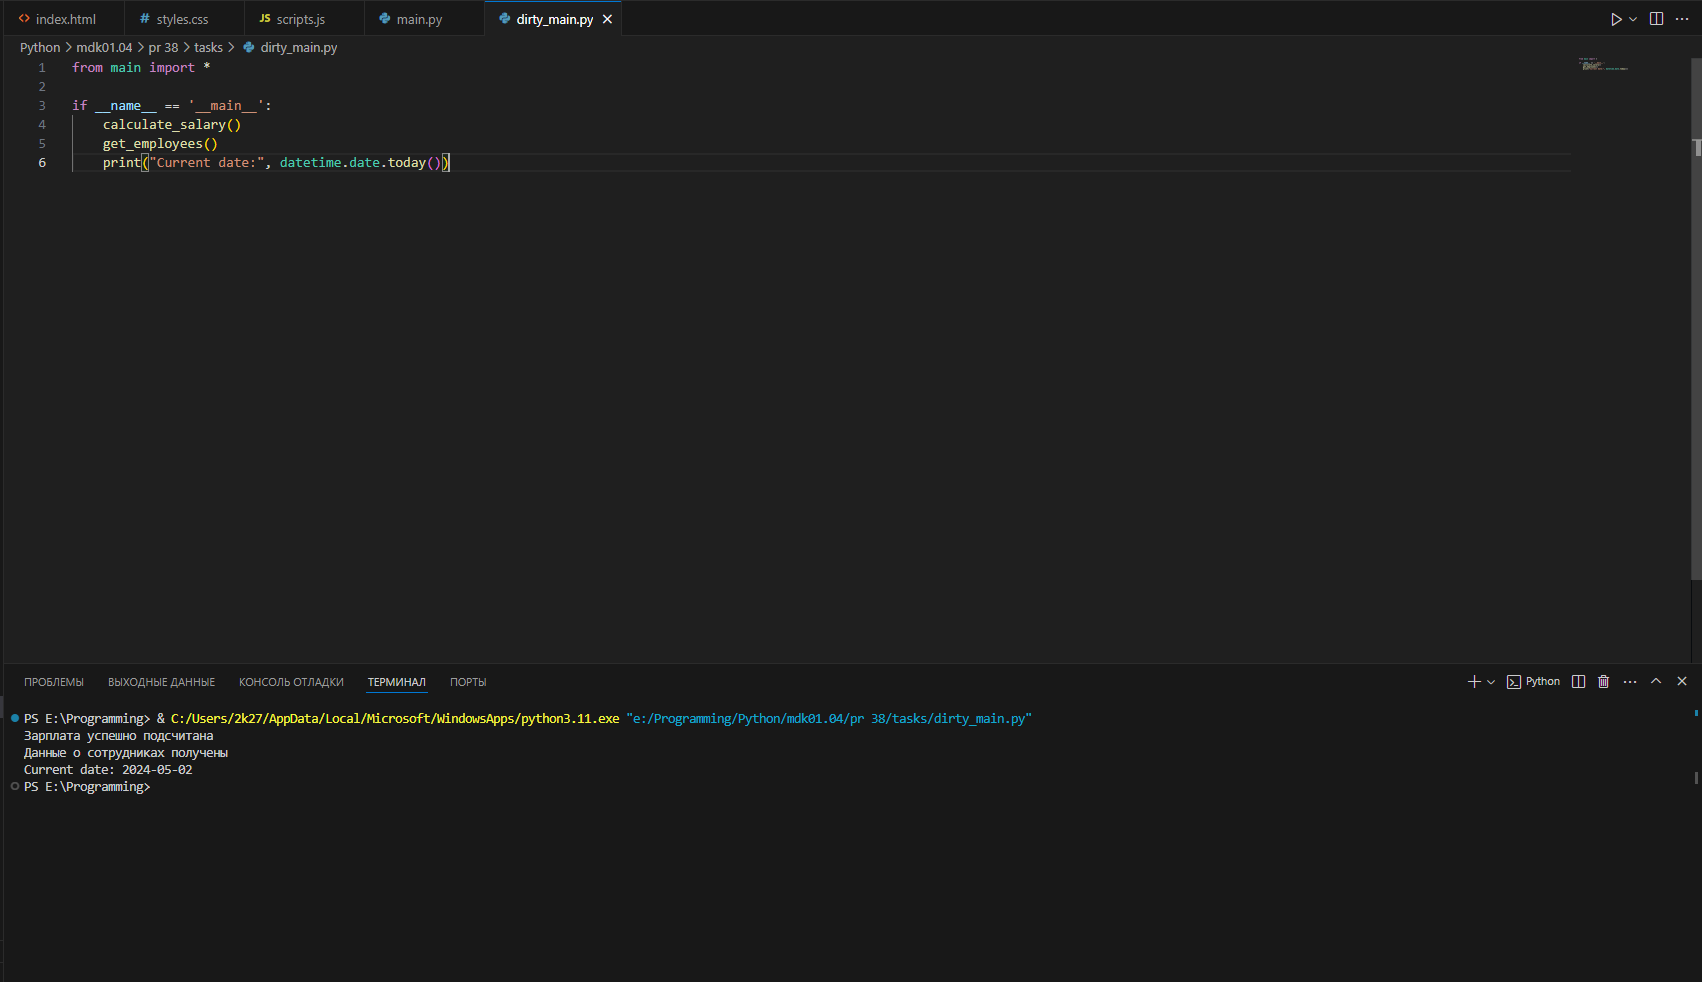 index.html
# styles.css
JS scripts.js
main.py
dirty_main.py
Python > mdk01.04 > pr 38 > tasks > dirty_main.py
1 from main import *
2
3 if __name__ == '__main__':
4 calculate_salary()
5 get_employees()
6 print("Current date:", datetime.date.today())
ПРОБЛЕМЫ ВЫХОДНЫЕ ДАННЫЕ КОНСОЛЬ ОТЛАДКИ ТЕРМИНАЛ ПОРТЫ
Python
PS E:\Programming> & C:/Users/2k27/AppData/Local/Microsoft/WindowsApps/python3.11.exe "e:/Programming/Python/mdk01.04/pr 38/tasks/dirty_main.py"
Зарплата успешно подсчитана
Данные о сотрудниках получены
Current date: 2024-05-02
PS E:\Programming>